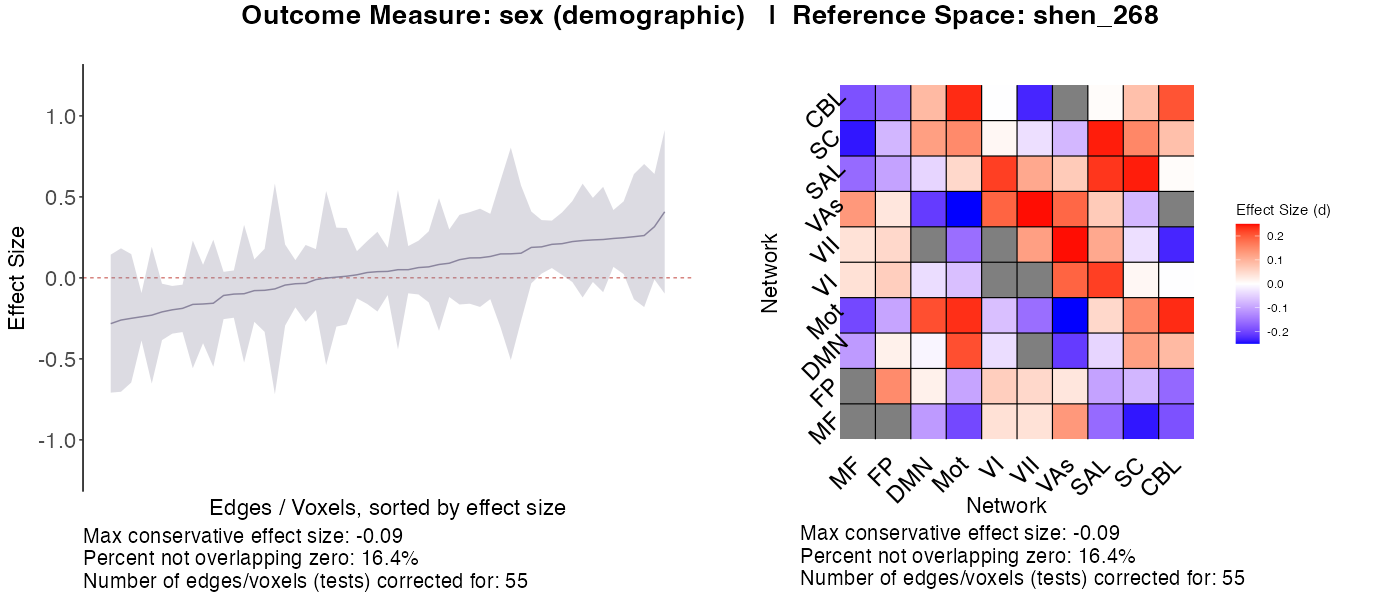 Outcome Measure: sex (demographic) | Reference Space: shen_268
Effect Size
1.0
0.5
0.0
-0.5
-1.0
Edges / Voxels, sorted by effect size
Max conservative effect size: -0.09
Percent not overlapping zero: 16.4%
Number of edges/voxels (tests) corrected for: 55
Network
CBL
SC
SAL
VAs
VII
VI
Mot
DMN
FP
MF
MF FP DMN Mot VI VII VAs SAL SC CBL
Network
Effect Size (d)
0.2
0.1
0.0
-0.1
-0.2
Max conservative effect size: -0.09
Percent not overlapping zero: 16.4%
Number of edges/voxels (tests) corrected for: 55